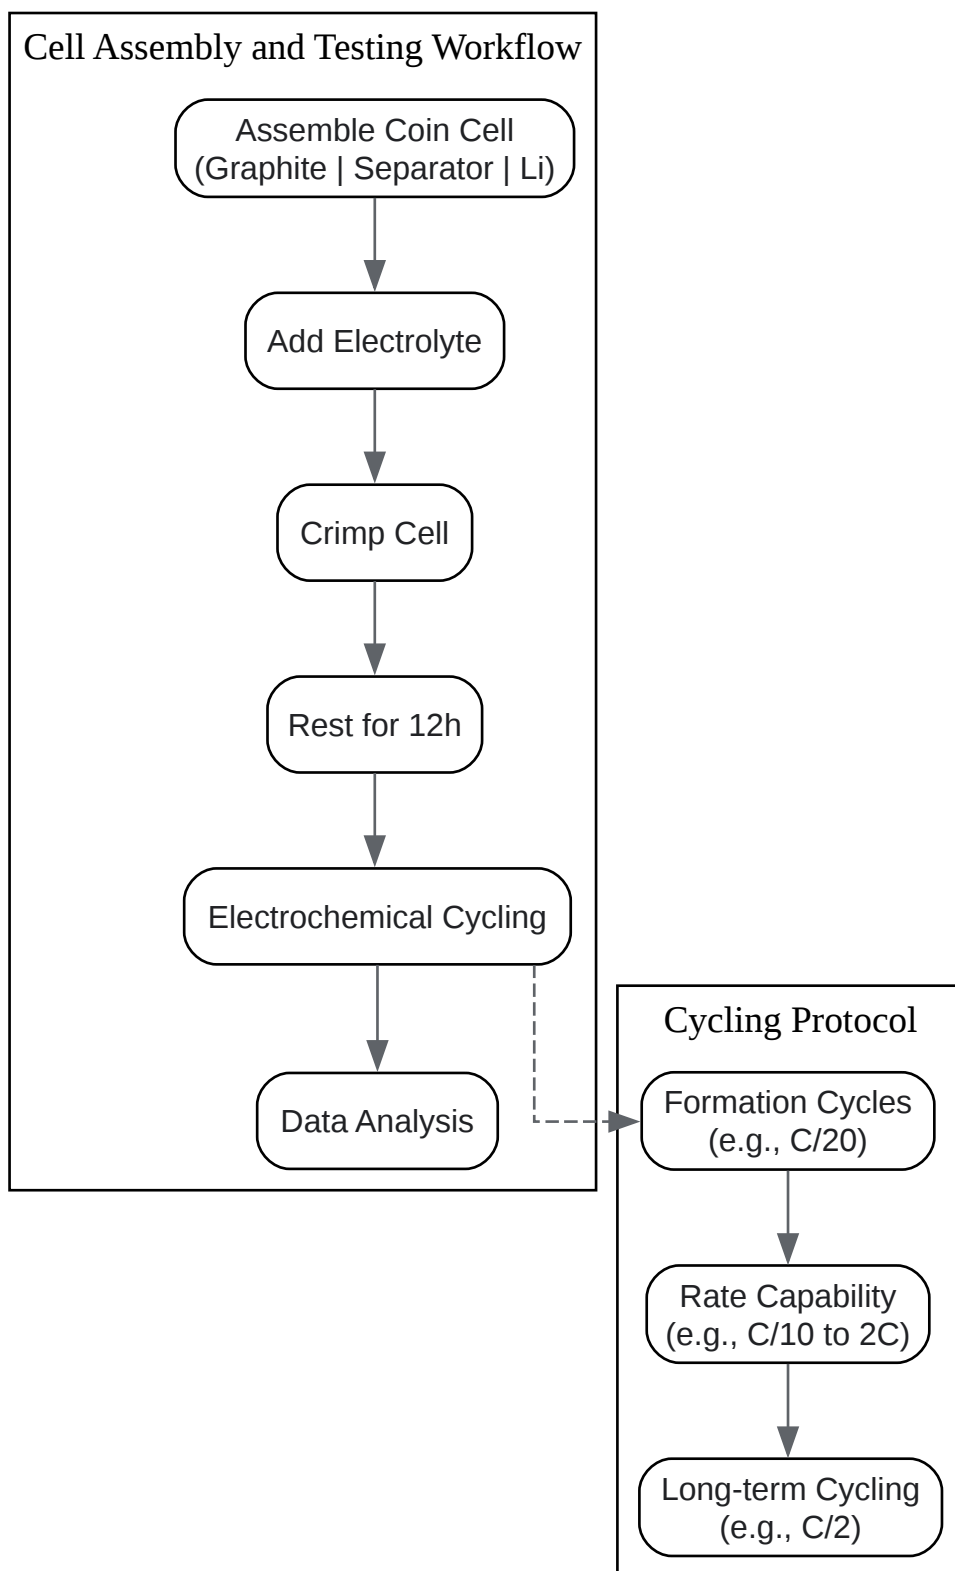 Cell Assembly and Testing Workflow
Assemble Coin Cell
(Graphite | Separator | Li)
Add Electrolyte
Crimp Cell
Rest for 12h
Electrochemical Cycling
Data Analysis
Cycling Protocol
Formation Cycles
(e.g., C/20)
Rate Capability
(e.g., C/10 to 2C)
Long-term Cycling
(e.g., C/2)